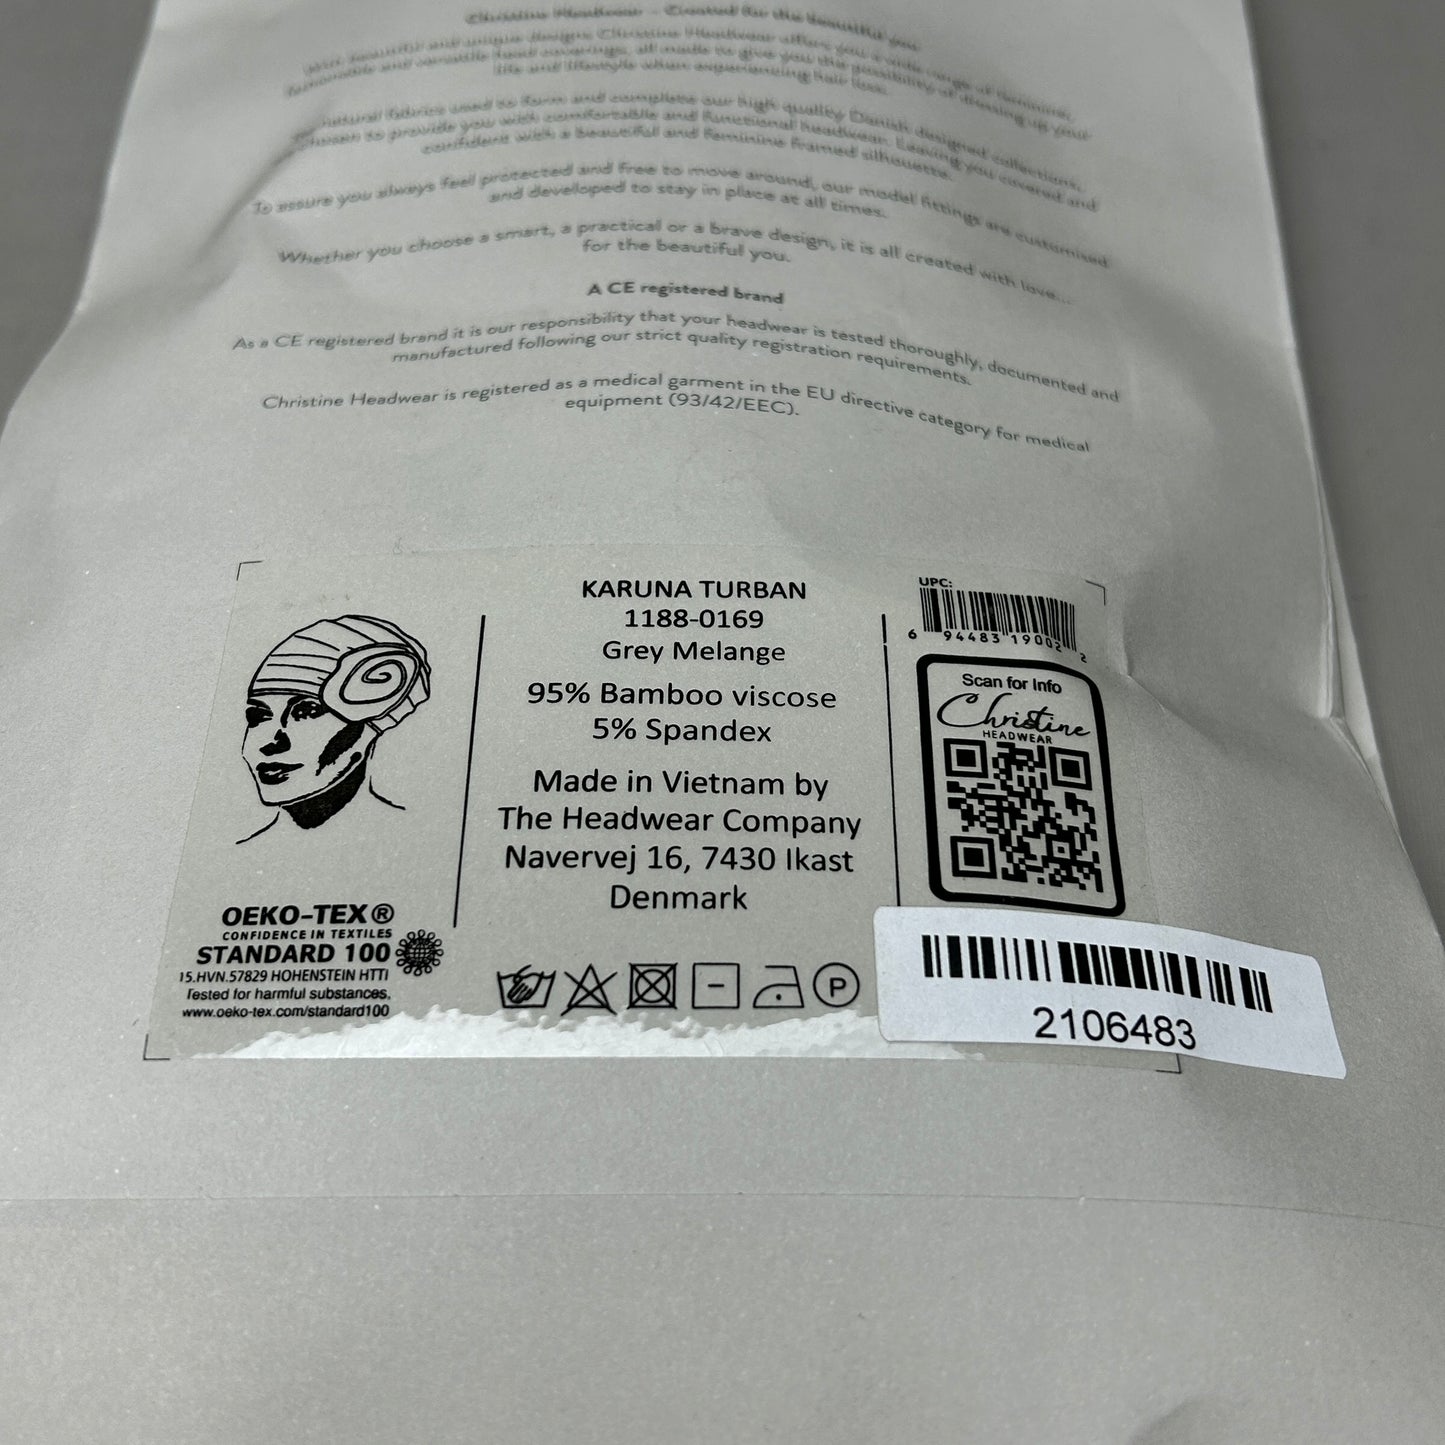 Christine Headwear - Created for the beautiful you
With beautiful and unique designs Christine Headwear offers you a wide range of feminine,
fashionable and versatile head coverings, all made to give you the possibility of dressing up your
life and lifestyle when experiencing hair loss.
natural fabrics used to form and complete our high quality Danish designed collections,
chosen to provide you with comfortable and functional headwear. Leaving you covered and
confident with a beautiful and feminine framed silhouette.
To assure you always feel protected and free to move around, our model fittings are customised
and developed to stay in place at all times.
Whether you choose a smart, a practical or a brave design, it is all created with love...
for the beautiful you.
A CE registered brand
As a CE registered brand it is our responsibility that your headwear is tested thoroughly, documented and
manufactured following our strict quality registration requirements.
Christine Headwear is registered as a medical garment in the EU directive category for medical
equipment (93/42/EEC).
KARUNA TURBAN
1188-0169
Grey Melange
95% Bamboo viscose
5% Spandex
Made in Vietnam by
The Headwear Company
Navervej 16, 7430 Ikast
Denmark
P
OEKO-TEX®
CONFIDENCE IN TEXTILES
STANDARD 100
15.HVN.57829 HOHENSTEIN HTTI
Tested for harmful substances.
www.oeko-tex.com/standard100
UPC:
6 94483 19002 2
Scan for Info
Christine
HEADWEAR
2106483